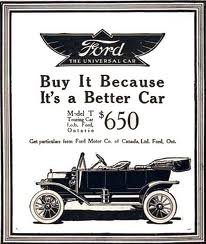 Ford
THE UNIVERSAL CAR
Buy It Because
It's a Better Car
Model T
Touring Car
f.o.b. Ford,
Ontario
$650
Get particulars from Ford Motor Co. of Canada, Ltd. Ford, Ont.